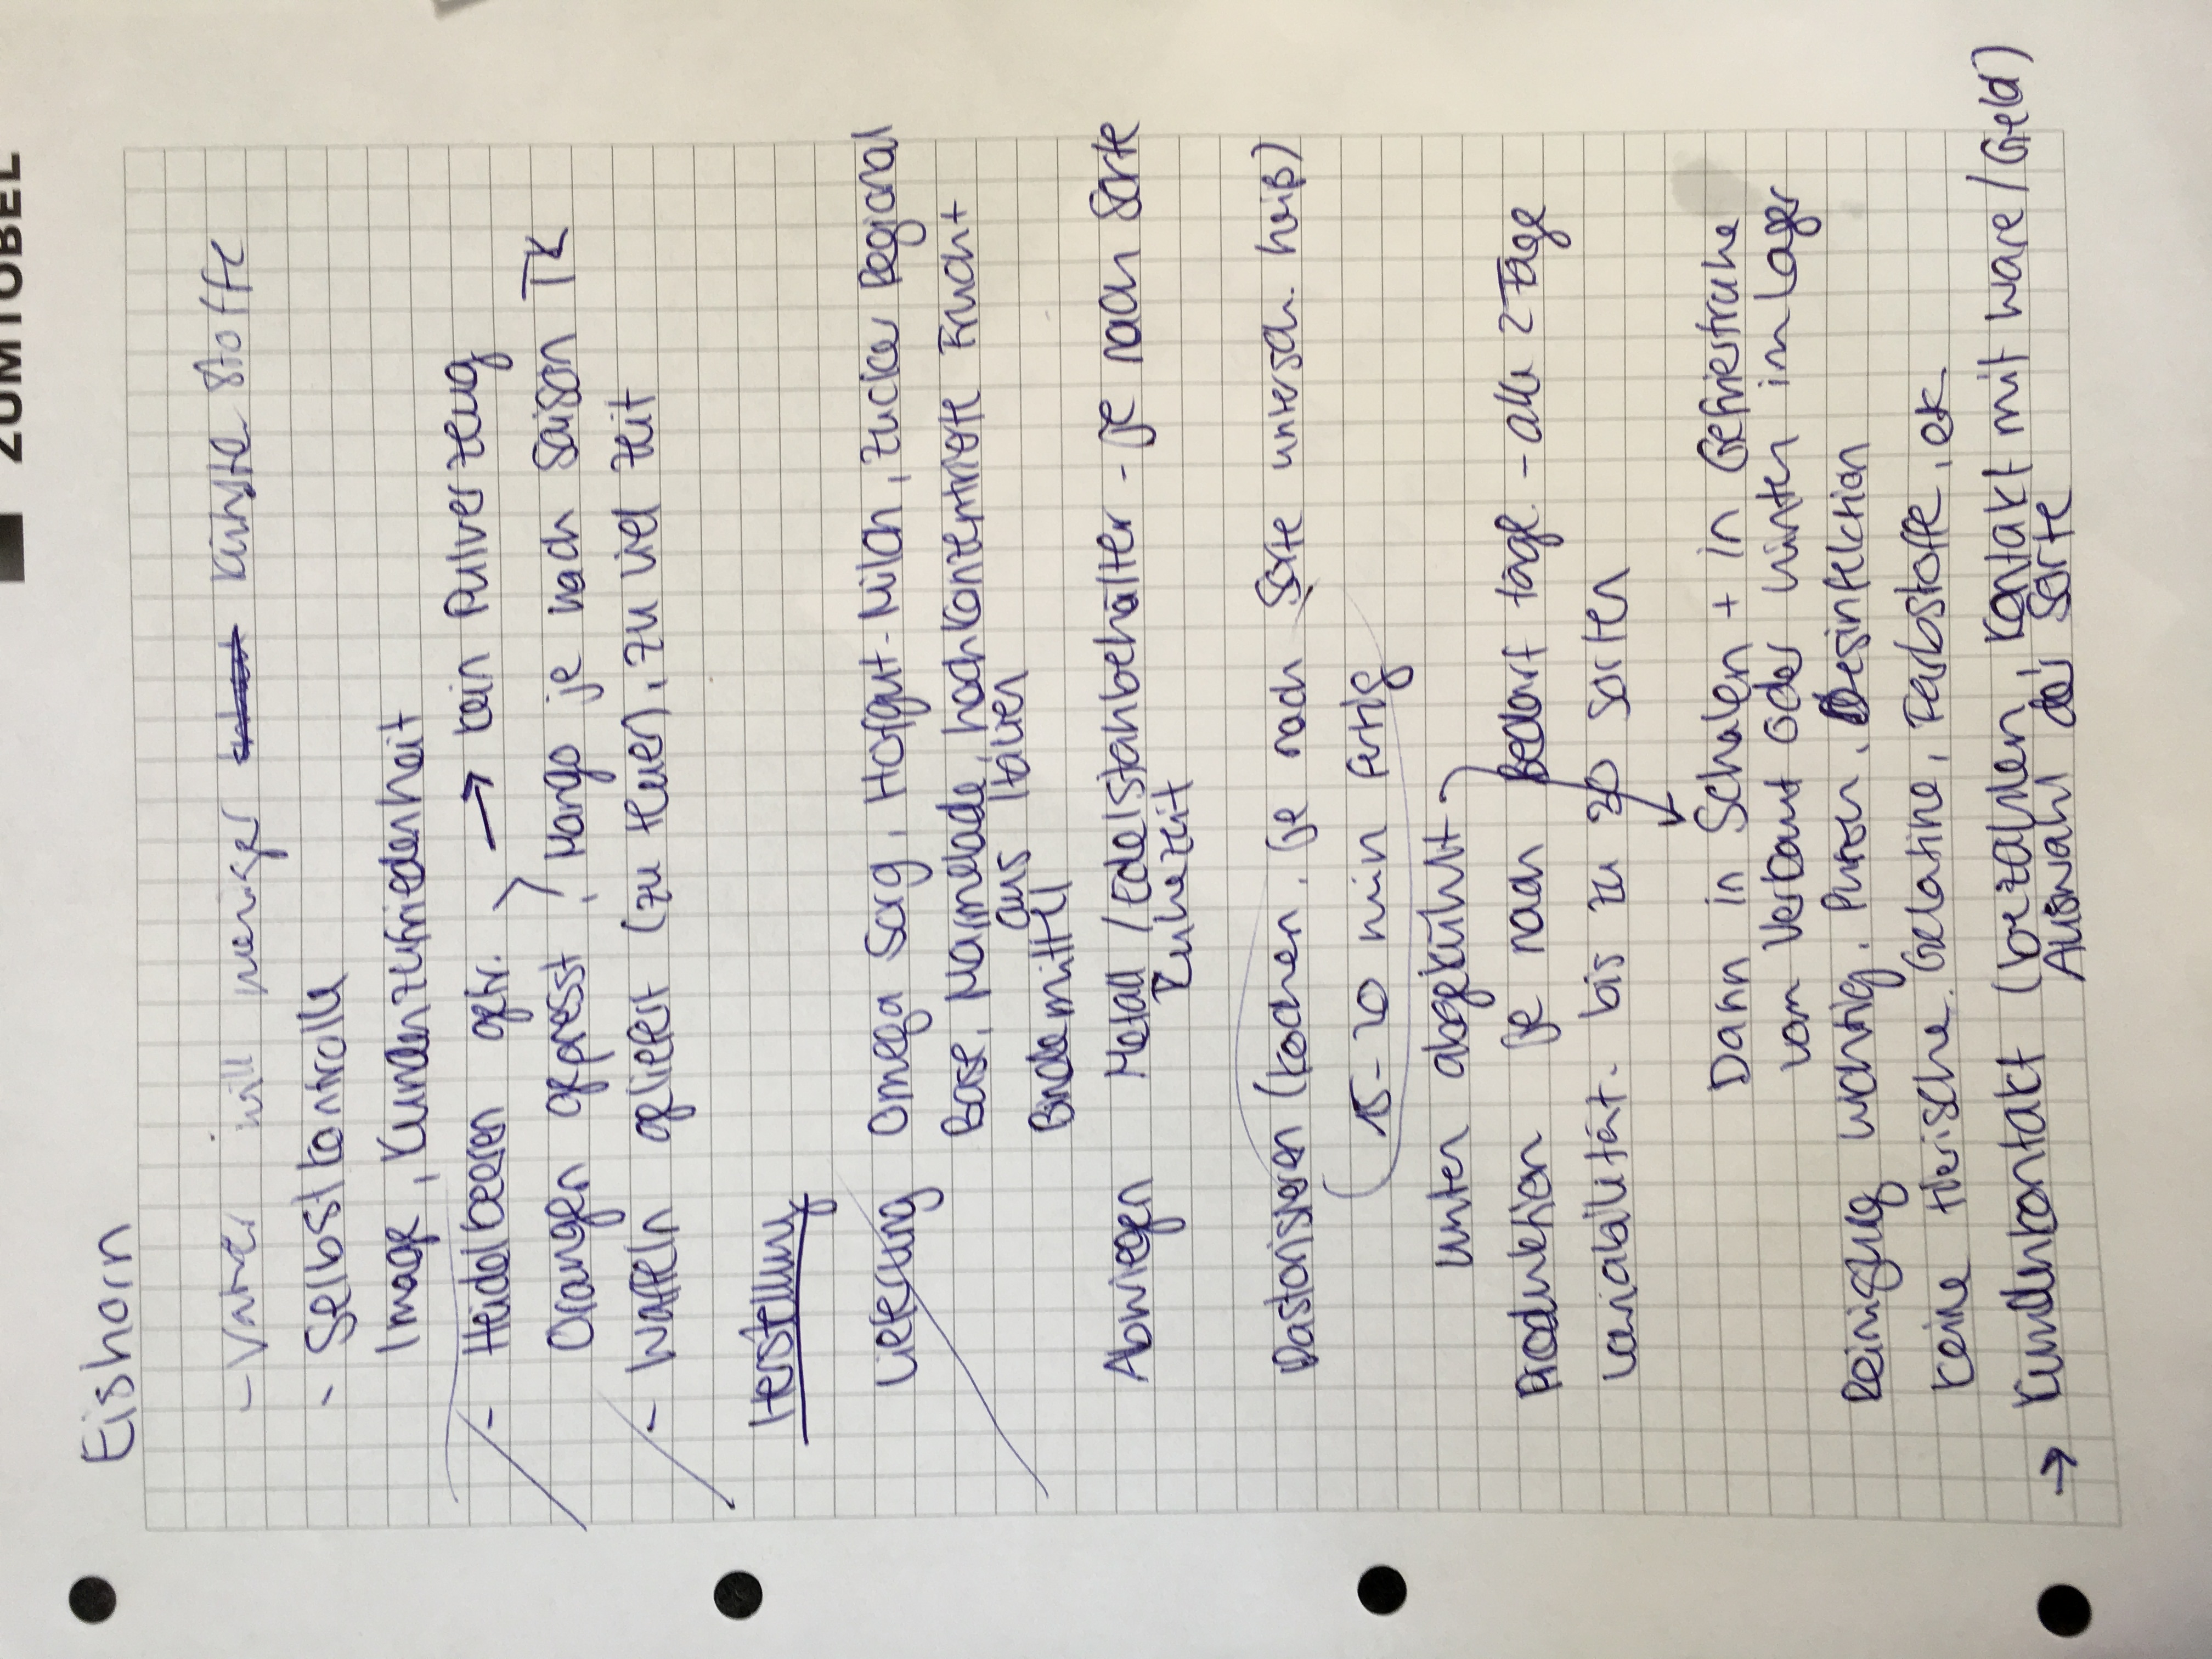 ZUMTOBEL
Eishorn
- Vater will weniger künstl. Stoffe
- Selbstkontrolle
Image, Kundenzufriedenheit
- Heidelbeeren gefr. → kein Pulverzeug
Orangen gepresst, Mango je nach Saison TK
- Waffeln geliefert (zu teuer), zu viel Zeit
Herstellung
Lieferung Omega Sorg, Hofgut-Milch, Zucker Regional
Base, Marmelade, hochkonzentrierte Frucht
aus Italien
Bindemittel
Abwiegen Metall / Edelstahlbehälter - je nach Sorte
Ruhezeit
Pastorisieren (Kochen, je nach Sorte untersch. heiß)
15-20 min fertig
unten abgekühlt
Produktion je nach Bedarf tägl. - alle 2 Tage
Variabilität. bis zu 30 Sorten
Dann in Schalen + in Gefriertruhe
vorn Verkauf oder hinten im Lager
Reinigung wichtig. Putzen, Desinfektion
keine tierische Gelatine, Farbstoffe, etc.
→ Kundenkontakt (bezahlen, Kontakt mit Ware/Geld)
Auswahl der Sorte